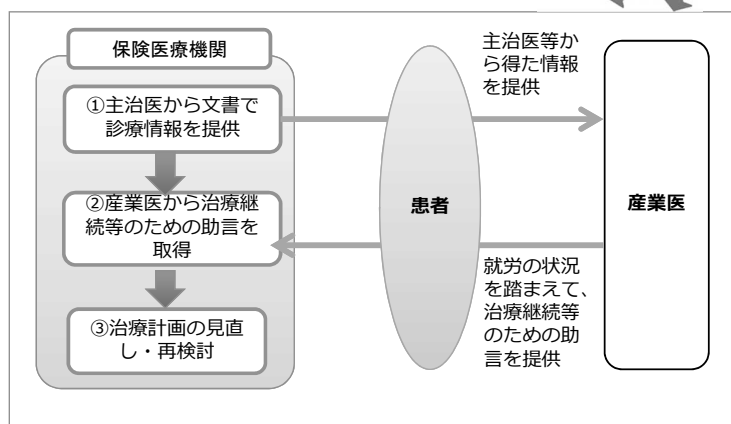 保険医療機関
①主治医から文書で
診療情報を提供
②産業医から治療継
続等のための助言を
取得
③治療計画の見直
し・再検討
患者
主治医等か
ら得た情報
を提供
就労の状況
を踏まえて、
治療継続等
のための助
言を提供
産業医